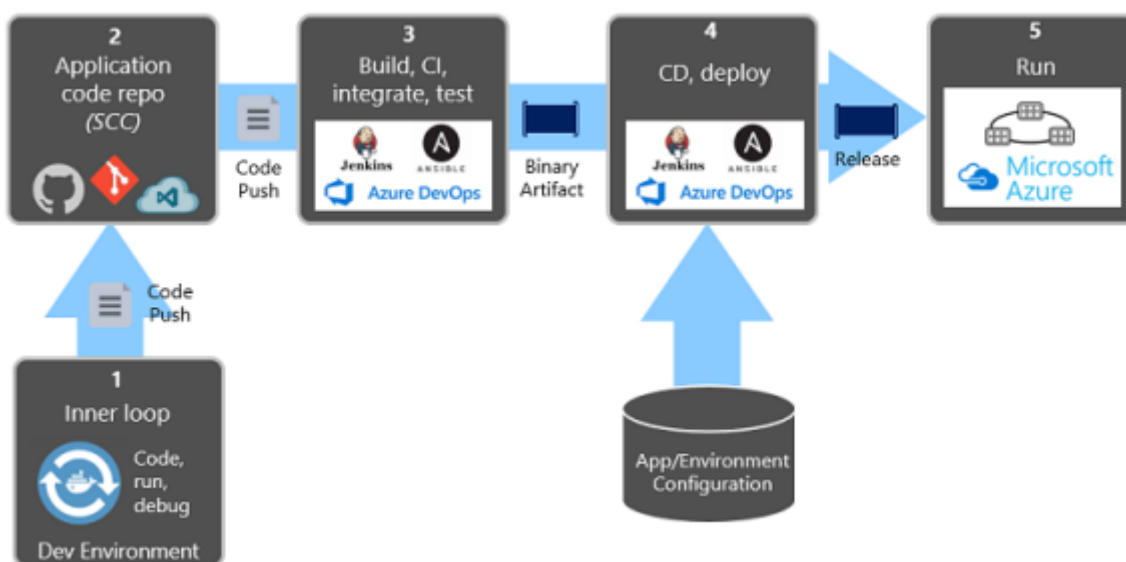 2
Application
code repo
(SCC)
Code
Push
3
Build, CI,
integrate, test
Jenkins
ANSIBLE
Azure DevOps
Binary
Artifact
4
CD, deploy
Jenkins
ANSIBLE
Azure DevOps
Release
5
Run
Microsoft
Azure
Code
Push
1
Inner loop
Code,
run,
debug
Dev Environment
App/Environment
Configuration